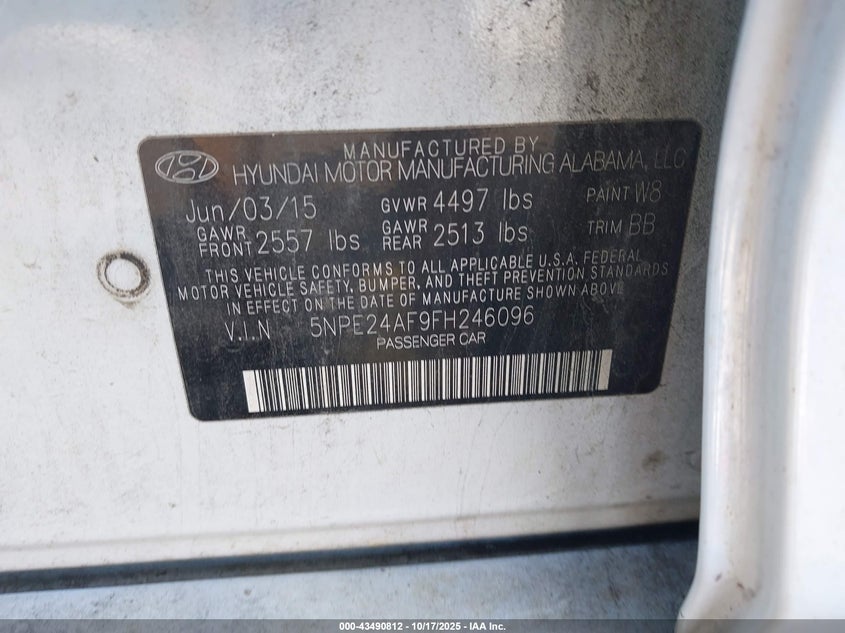 MANUFACTURED BY
HYUNDAI MOTOR MANUFACTURING ALABAMA, LLC
Jun/03/15 GVWR 4497 lbs PAINT W8
GAWR FRONT 2557 lbs GAWR REAR 2513 lbs TRIM BB
THIS VEHICLE CONFORMS TO ALL APPLICABLE U.S.A. FEDERAL
MOTOR VEHICLE SAFETY, BUMPER, AND THEFT PREVENTION STANDARDS
IN EFFECT ON THE DATE OF MANUFACTURE SHOWN ABOVE.
V.I.N 5NPE24AF9FH246096
PASSENGER CAR
000-43490812 - 10/17/2025 - IAA Inc.